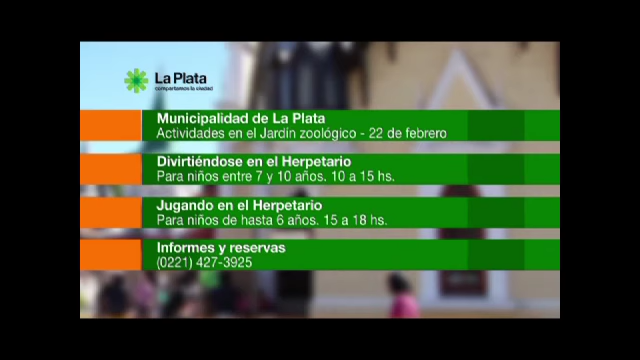 La Plata
compartamos la ciudad
Municipalidad de La Plata
Actividades en el Jardín zoológico - 22 de febrero
Divirtiéndose en el Herpetario
Para niños entre 7 y 10 años. 10 a 15 hs.
Jugando en el Herpetario
Para niños de hasta 6 años. 15 a 18 hs.
Informes y reservas
(0221) 427-3925